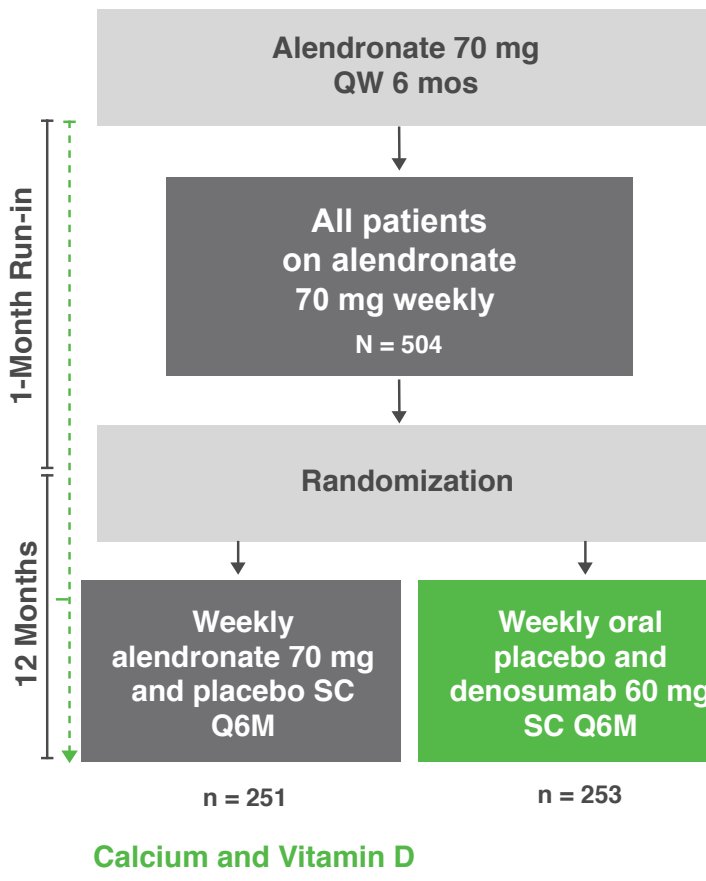 Alendronate 70 mg
QW 6 mos
1-Month Run-in
All patients
on alendronate
70 mg weekly
N = 504
Randomization
12 Months
Weekly
alendronate 70 mg
and placebo SC
Q6M
Weekly oral
placebo and
denosumab 60 mg
SC Q6M
n = 251
n = 253
Calcium and Vitamin D